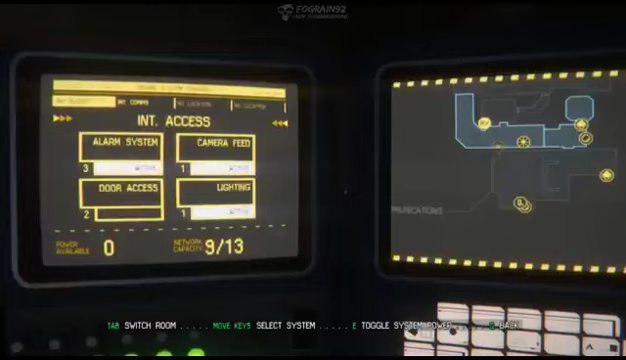 FOGRAIN92
INT. COMMS
INT. ACCESS
ALARM SYSTEM
CAMERA FEED
3 ACTIVE
1 ACTIVE
DOOR ACCESS
LIGHTING
2
1 ACTIVE
POWER AVAILABLE 0
NETWORK CAPACITY 9/13
TAB SWITCH ROOM ..... MOVE KEYS SELECT SYSTEM ..... E TOGGLE SYSTEM POWER ..... BACK